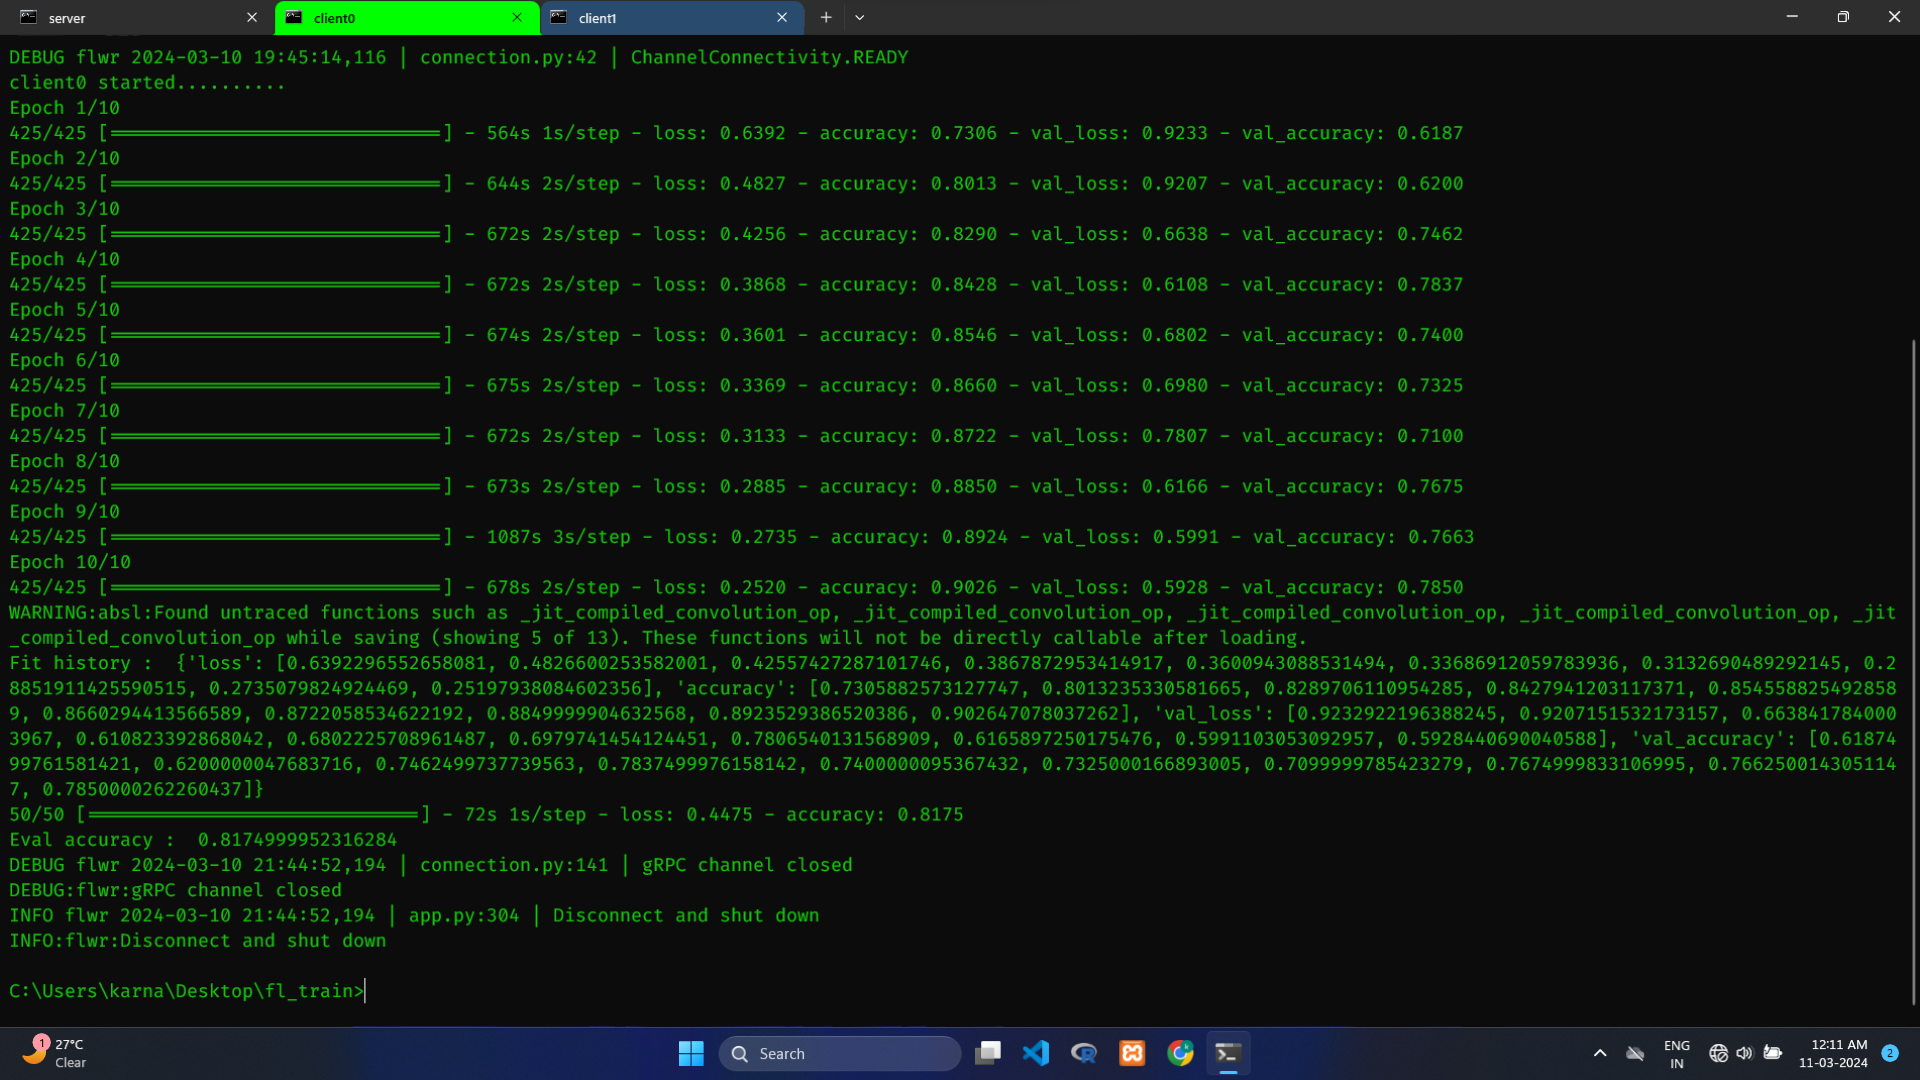 server
client0
client1
DEBUG flwr 2024-03-10 19:45:14,116 | connection.py:42 | ChannelConnectivity.READY
client0 started..........
Epoch 1/10
425/425 [==============================] - 564s 1s/step - loss: 0.6392 - accuracy: 0.7306 - val_loss: 0.9233 - val_accuracy: 0.6187
Epoch 2/10
425/425 [==============================] - 644s 2s/step - loss: 0.4827 - accuracy: 0.8013 - val_loss: 0.9207 - val_accuracy: 0.6200
Epoch 3/10
425/425 [==============================] - 672s 2s/step - loss: 0.4256 - accuracy: 0.8290 - val_loss: 0.6638 - val_accuracy: 0.7462
Epoch 4/10
425/425 [==============================] - 672s 2s/step - loss: 0.3868 - accuracy: 0.8428 - val_loss: 0.6108 - val_accuracy: 0.7837
Epoch 5/10
425/425 [==============================] - 674s 2s/step - loss: 0.3601 - accuracy: 0.8546 - val_loss: 0.6802 - val_accuracy: 0.7400
Epoch 6/10
425/425 [==============================] - 675s 2s/step - loss: 0.3369 - accuracy: 0.8660 - val_loss: 0.6980 - val_accuracy: 0.7325
Epoch 7/10
425/425 [==============================] - 672s 2s/step - loss: 0.3133 - accuracy: 0.8722 - val_loss: 0.7807 - val_accuracy: 0.7100
Epoch 8/10
425/425 [==============================] - 673s 2s/step - loss: 0.2885 - accuracy: 0.8850 - val_loss: 0.6166 - val_accuracy: 0.7675
Epoch 9/10
425/425 [==============================] - 1087s 3s/step - loss: 0.2735 - accuracy: 0.8924 - val_loss: 0.5991 - val_accuracy: 0.7663
Epoch 10/10
425/425 [==============================] - 678s 2s/step - loss: 0.2520 - accuracy: 0.9026 - val_loss: 0.5928 - val_accuracy: 0.7850
WARNING:absl:Found untraced functions such as _jit_compiled_convolution_op, _jit_compiled_convolution_op, _jit_compiled_convolution_op, _jit_compiled_convolution_op, _jit
_compiled_convolution_op while saving (showing 5 of 13). These functions will not be directly callable after loading.
Fit history :  {'loss': [0.6392296552658081, 0.4826600253582001, 0.42557427287101746, 0.3867872953414917, 0.3600943088531494, 0.33686912059783936, 0.3132690489292145, 0.2
8851911425590515, 0.2735079824924469, 0.25197938084602356], 'accuracy': [0.7305882573127747, 0.8013235330581665, 0.8289706110954285, 0.8427941203117371, 0.854558825492858
9, 0.8660294413566589, 0.8722058534622192, 0.8849999904632568, 0.8923529386520386, 0.902647078037262], 'val_loss': [0.9232922196388245, 0.9207151532173157, 0.663841784000
3967, 0.610823392868042, 0.6802225708961487, 0.6979741454124451, 0.7806540131568909, 0.6165897250175476, 0.5991103053092957, 0.5928440690040588], 'val_accuracy': [0.61874
99761581421, 0.6200000047683716, 0.7462499737739563, 0.7837499976158142, 0.7400000095367432, 0.7325000166893005, 0.7099999785423279, 0.7674999833106995, 0.766250014305114
7, 0.7850000262260437]}
50/50 [==============================] - 72s 1s/step - loss: 0.4475 - accuracy: 0.8175
Eval accuracy :  0.8174999952316284
DEBUG flwr 2024-03-10 21:44:52,194 | connection.py:141 | gRPC channel closed
DEBUG:flwr:gRPC channel closed
INFO flwr 2024-03-10 21:44:52,194 | app.py:304 | Disconnect and shut down
INFO:flwr:Disconnect and shut down
C:\Users\karna\Desktop\fl_train>
1
27°C
Clear
Search
ENG
IN
12:11 AM
11-03-2024
2